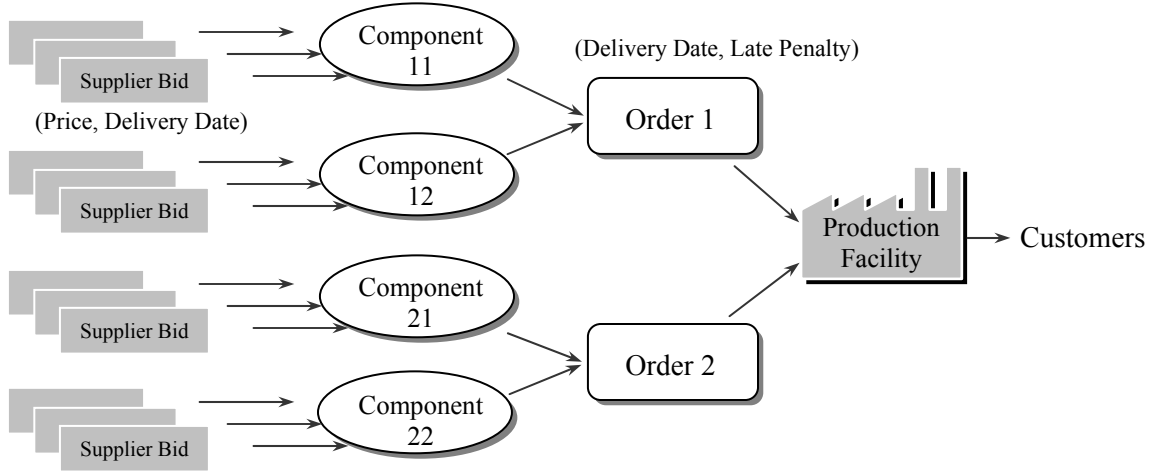 Component
11
(Delivery Date, Late Penalty)
Supplier Bid
Order 1
(Price, Delivery Date)
Component
12
Supplier Bid
Production
Facility
Customers
Component
21
Supplier Bid
Order 2
Component
22
Supplier Bid